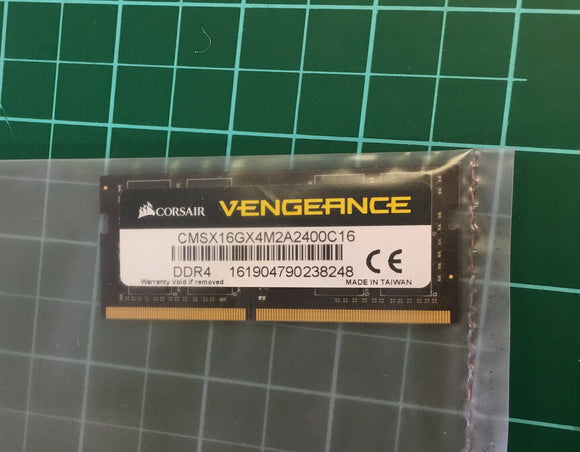 CORSAIR VENGEANCE
CMSX16GX4M2A2400C16
DDR4 161904790238248 CE
Warranty Void if removed MADE IN TAIWAN